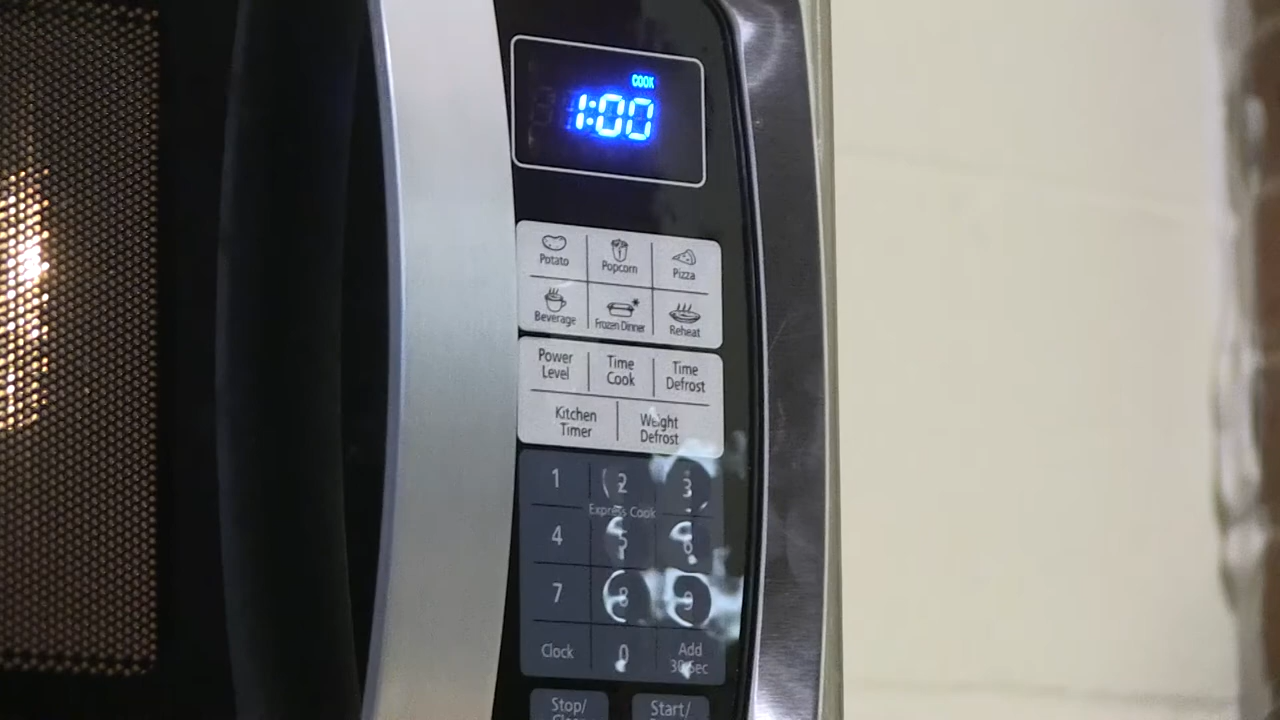 COOK
1:00
Potato
Popcorn
Pizza
Beverage
Frozen Dinner
Reheat
Power
Level
Time
Cook
Time
Defrost
Kitchen
Timer
Weight
Defrost
1
2
3
Express Cook
4
5
6
7
8
9
Clock
0
Add
30 Sec
Stop/
Start/